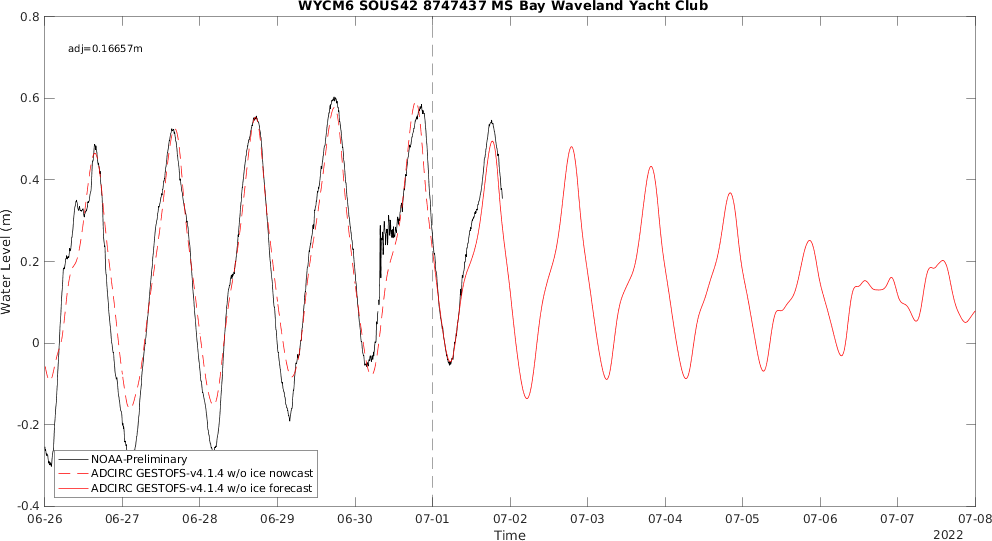 WYCM6 SOUS42 8747437 MS Bay Waveland Yacht Club
0.8
adj=0.16657m
0.6
0.4
0.2
0
-0.2
-0.4
Water Level (m)
NOAA-Preliminary
ADCIRC GESTOFS-v4.1.4 w/o ice nowcast
ADCIRC GESTOFS-v4.1.4 w/o ice forecast
06-26 06-27 06-28 06-29 06-30 07-01 07-02 07-03 07-04 07-05 07-06 07-07 07-08
Time
2022